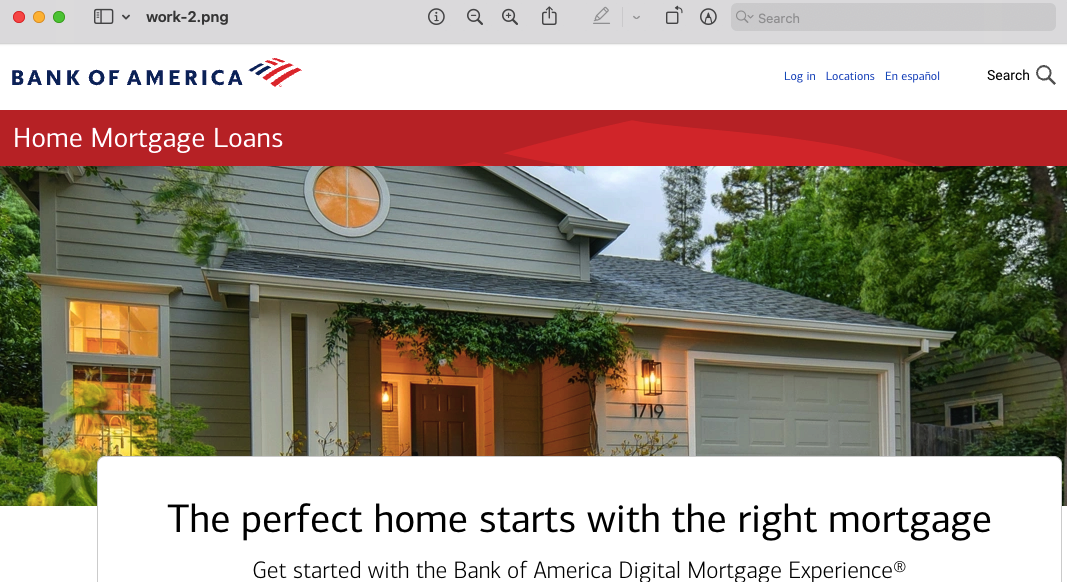 work-2.png
Search
BANK OF AMERICA
Log in Locations En español
Search
Home Mortgage Loans
1719
The perfect home starts with the right mortgage
Get started with the Bank of America Digital Mortgage Experience®